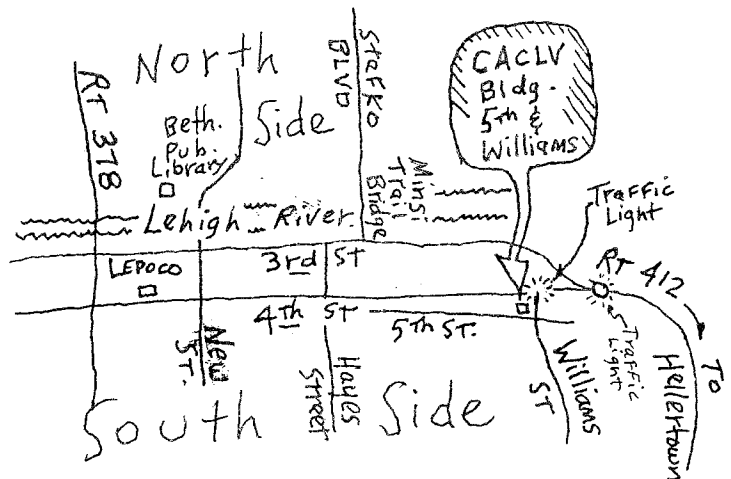 North
Side
RT 378
Beth.
Pub.
Library
Stefko
BLVD
CACLV
Bldg.
5th &
Williams
Minsi
Trail
Bridge
Traffic
Light
Lehigh River
LEPOCO
3rd ST
RT 412
4th ST
5th ST.
New
ST.
Hayes
Street
Williams
ST
Traffic
Light
To
Hellertown
South Side